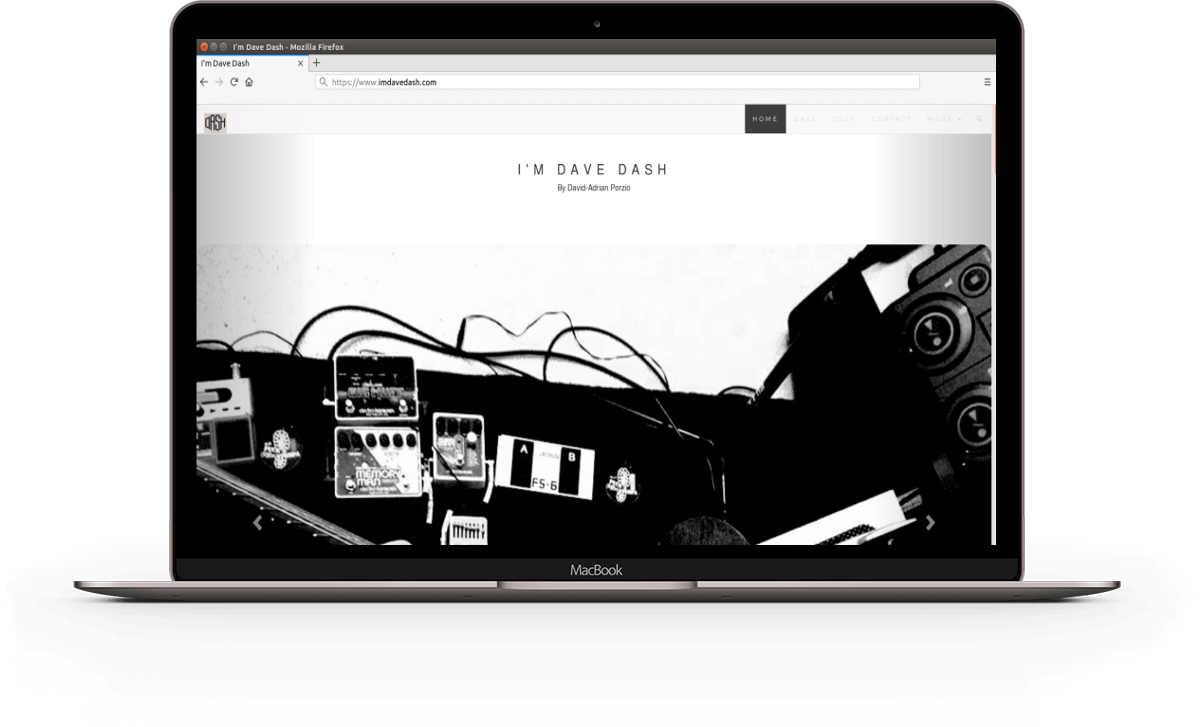 I'm Dave Dash - Mozilla Firefox
I'm Dave Dash
https://www.imdavedash.com
DASH
HOME DAVE TOUR CONTACT MORE
I'M DAVE DASH
By David-Adrian Porzio
MEMORY
MAN
A B
FS-6
MacBook